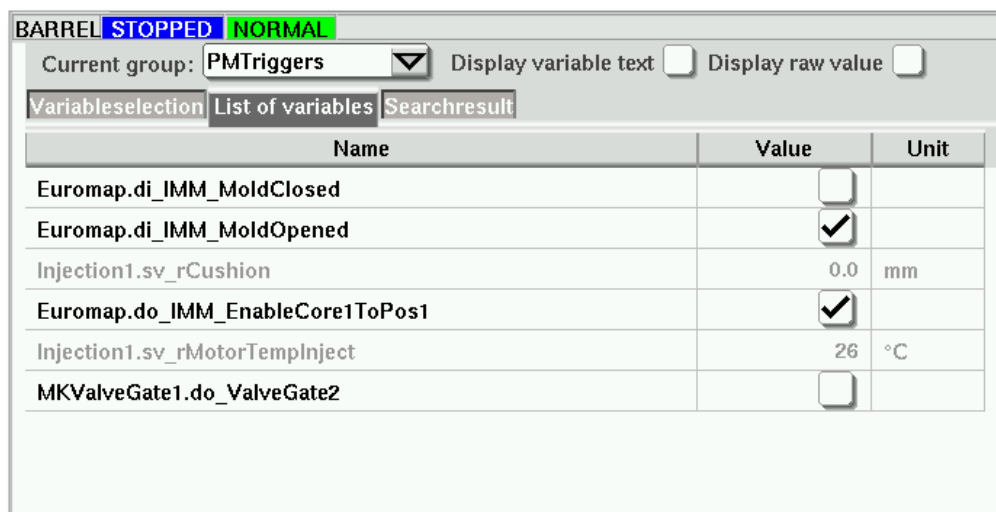 BARREL STOPPED NORMAL
Current group: PMTriggers Display variable text Display raw value
Variableselection List of variables Searchresult
Name Value Unit
Euromap.di_IMM_MoldClosed
Euromap.di_IMM_MoldOpened
Injection1.sv_rCushion 0.0 mm
Euromap.do_IMM_EnableCore1ToPos1
Injection1.sv_rMotorTempInject 26 °C
MKValveGate1.do_ValveGate2